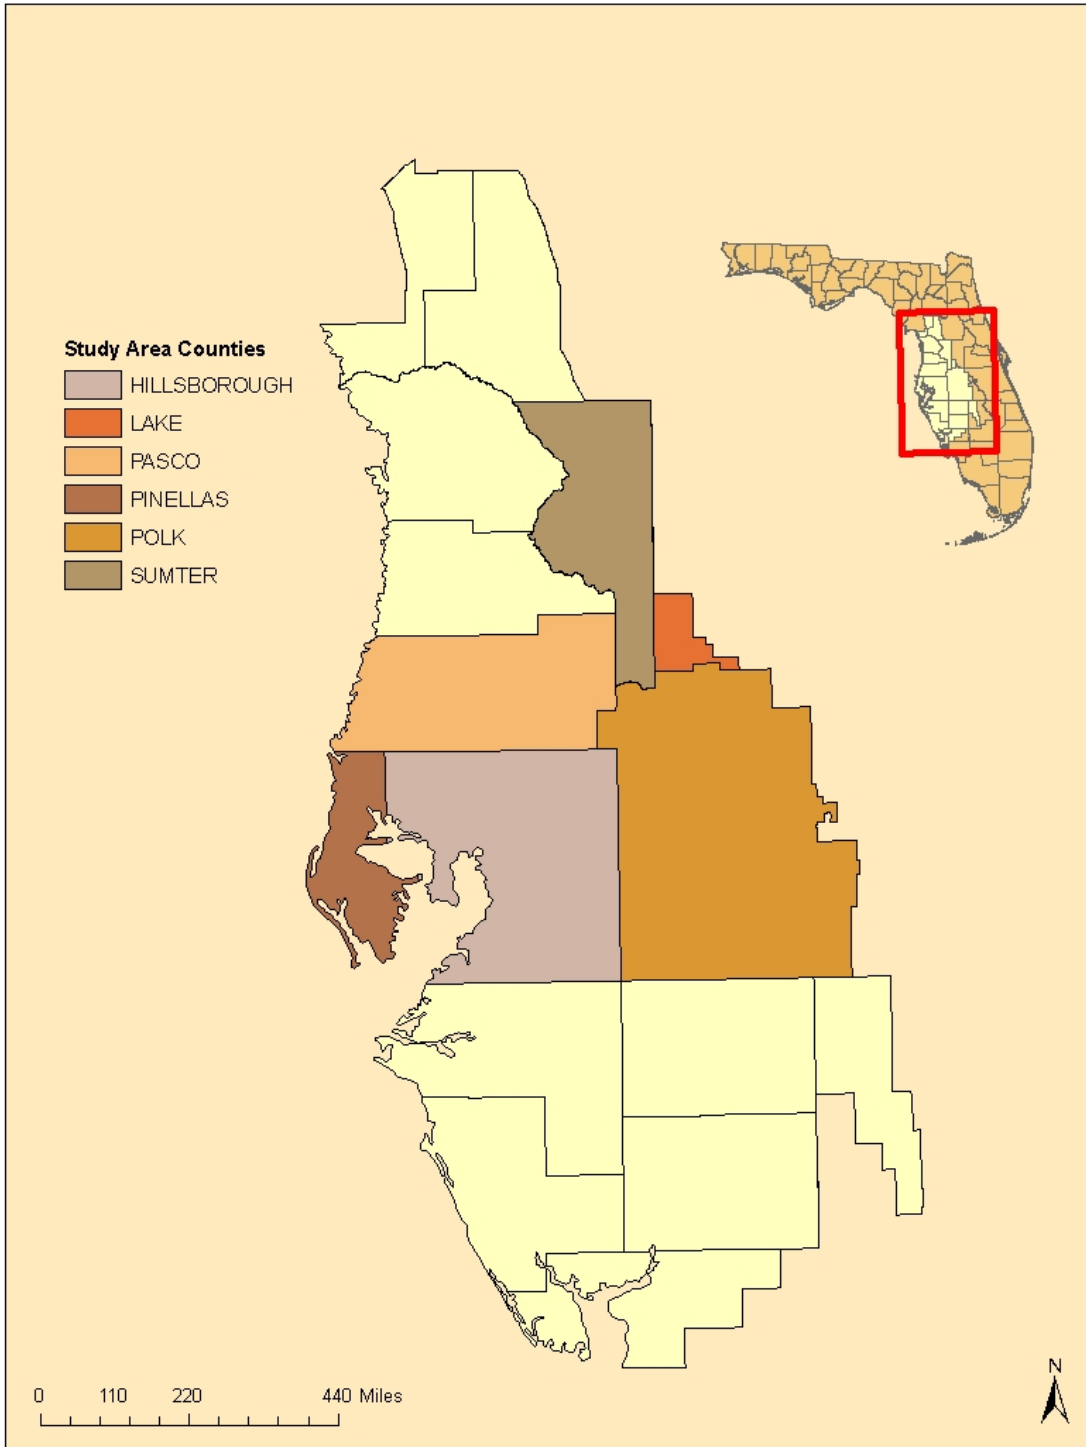 Study Area Counties
HILLSBOROUGH
LAKE
PASCO
PINELLAS
POLK
SUMTER
0 110 220 440 Miles
N